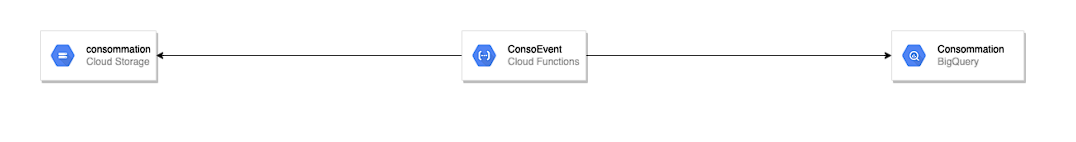 consommation
Cloud Storage
ConsoEvent
Cloud Functions
Consommation
BigQuery